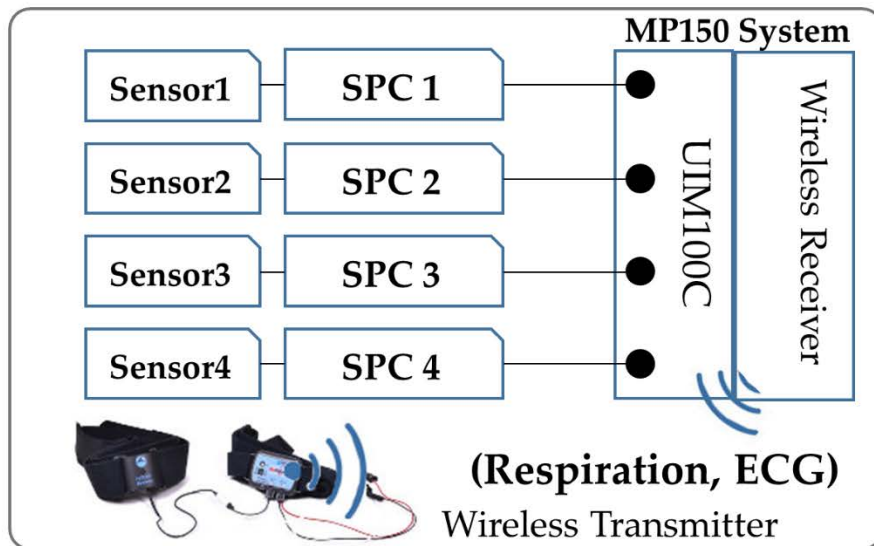 MP150 System
Sensor1
SPC 1
Sensor2
SPC 2
Sensor3
SPC 3
Sensor4
SPC 4
UIM100C
Wireless Receiver
(Respiration, ECG)
Wireless Transmitter